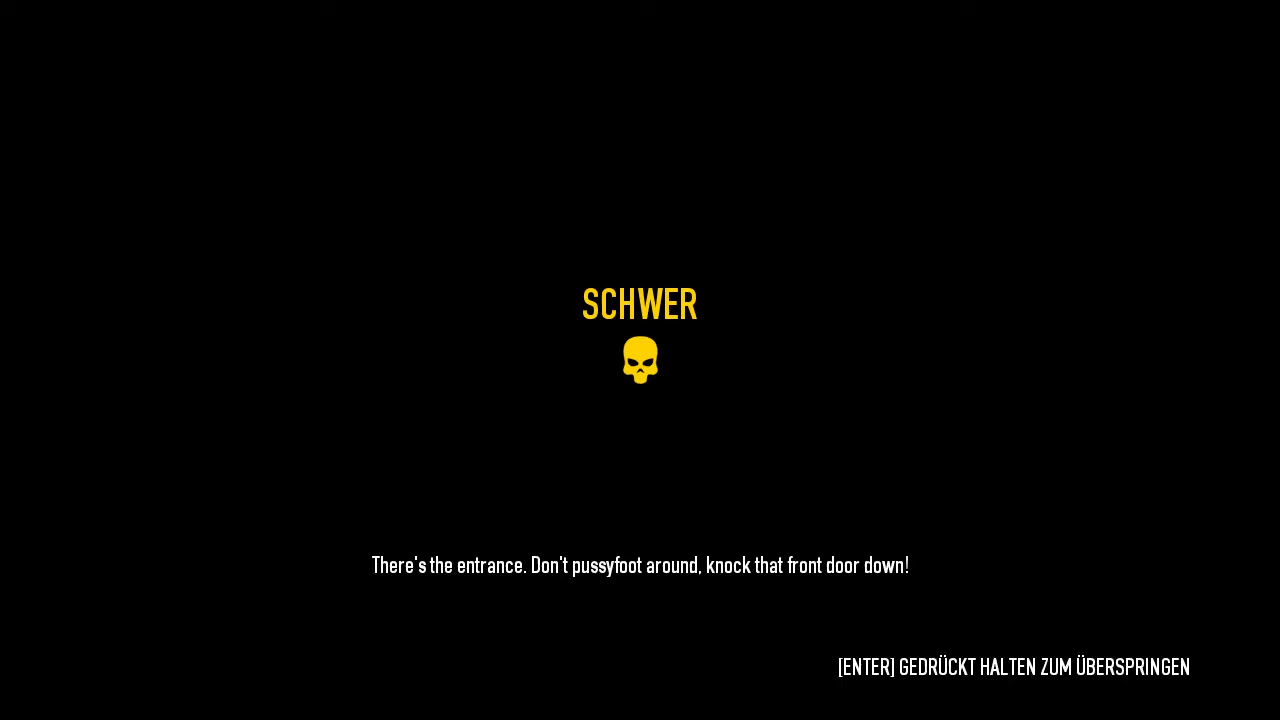 SCHWER
There's the entrance. Don't pussyfoot around, knock that front door down!
[ENTER] GEDRÜCKT HALTEN ZUM ÜBERSPRINGEN